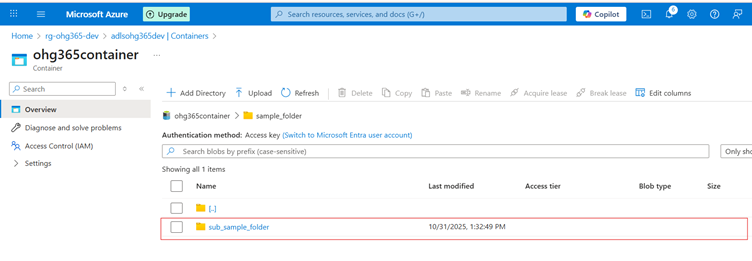 Microsoft Azure Upgrade Search resources, services, and docs (G+/) Copilot 6
Home > rg-ohg365-dev > adlsohg365dev | Containers >
ohg365container ...
Container
Search
Add Directory Upload Refresh Delete Copy Paste Rename Acquire lease Break lease Edit columns
Overview
Diagnose and solve problems
Access Control (IAM)
Settings
ohg365container > sample_folder
Authentication method: Access key (Switch to Microsoft Entra user account)
Search blobs by prefix (case-sensitive)
Only sho
Showing all 1 items
Name Last modified Access tier Blob type Size
[..]
sub_sample_folder 10/31/2025, 1:32:49 PM